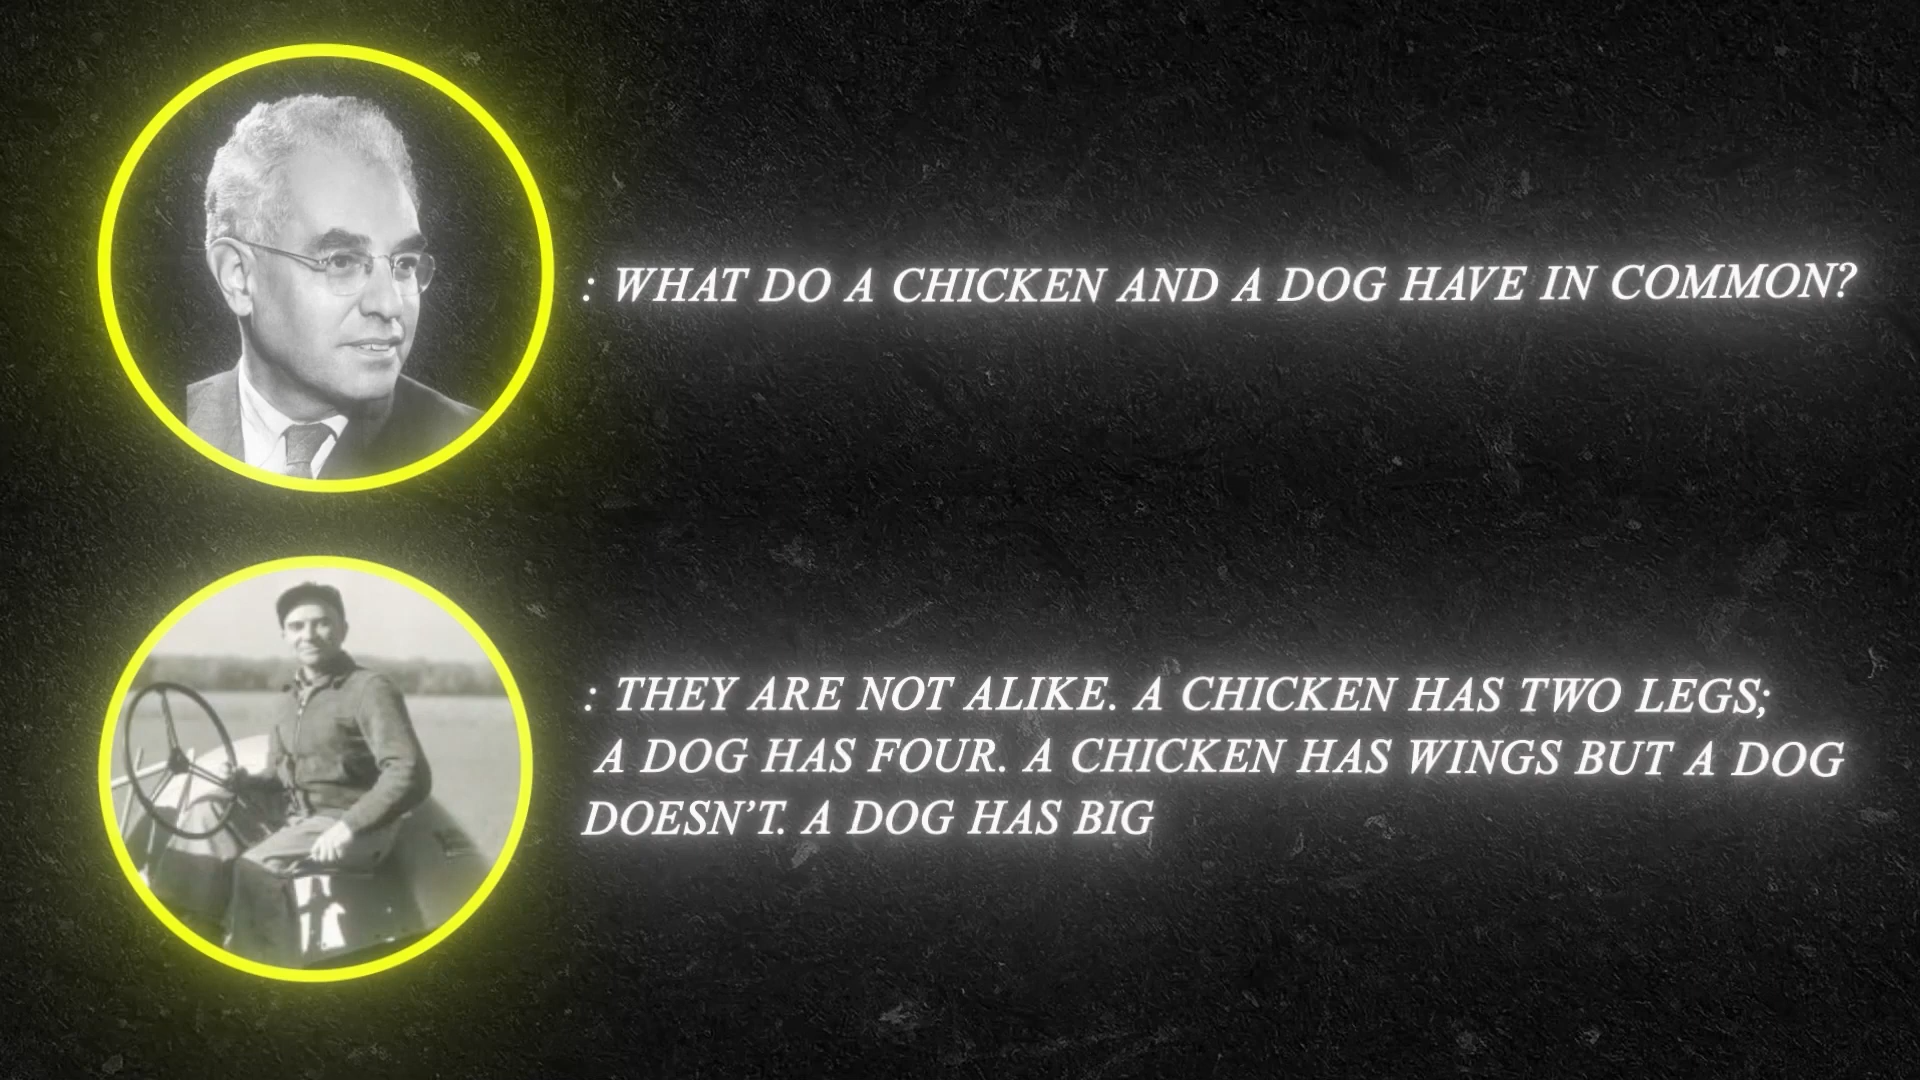 : WHAT DO A CHICKEN AND A DOG HAVE IN COMMON?
: THEY ARE NOT ALIKE. A CHICKEN HAS TWO LEGS;
A DOG HAS FOUR. A CHICKEN HAS WINGS BUT A DOG
DOESN’T. A DOG HAS BIG